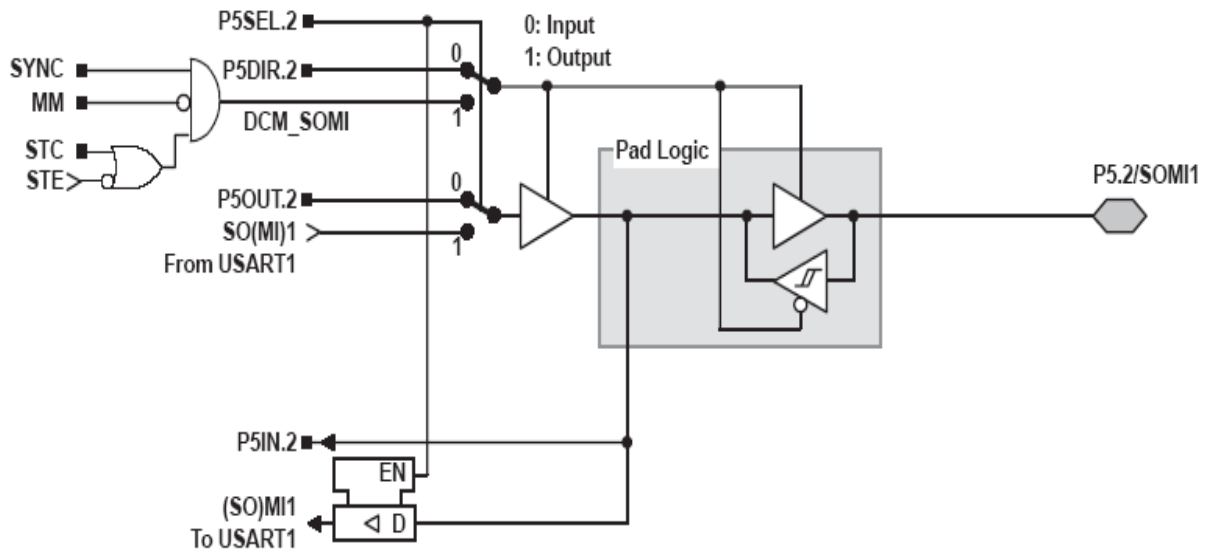 P5SEL.2
0: Input
1: Output
SYNC
P5DIR.2
0
MM
1
DCM_SOMI
STC
STE
Pad Logic
P5OUT.2
0
P5.2/SOMI1
SO(MI)1
1
From USART1
P5IN.2
EN
(SO)MI1
D
To USART1